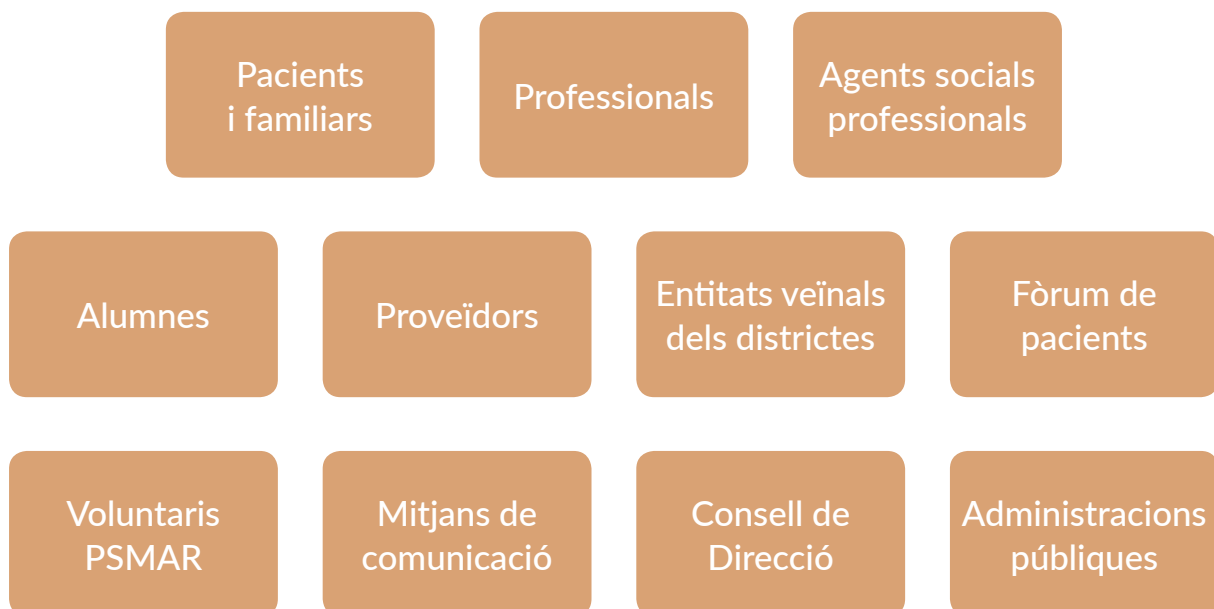 Pacients
i familiars
Professionals
Agents socials
professionals
Alumnes
Proveïdors
Entitats veïnals
dels districtes
Fòrum de
pacients
Voluntaris
PSMAR
Mitjans de
comunicació
Consell de
Direcció
Administracions
públiques